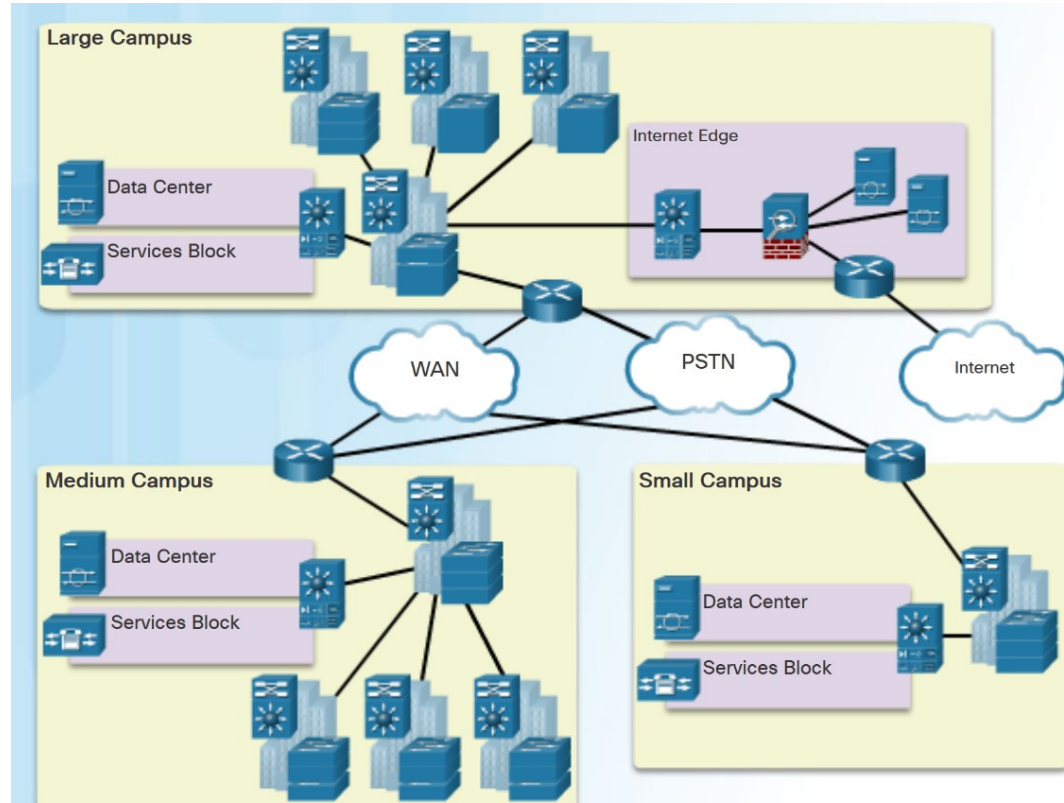 Large Campus
Internet Edge
Data Center
Services Block
WAN
PSTN
Internet
Medium Campus
Small Campus
Data Center
Services Block
Data Center
Services Block